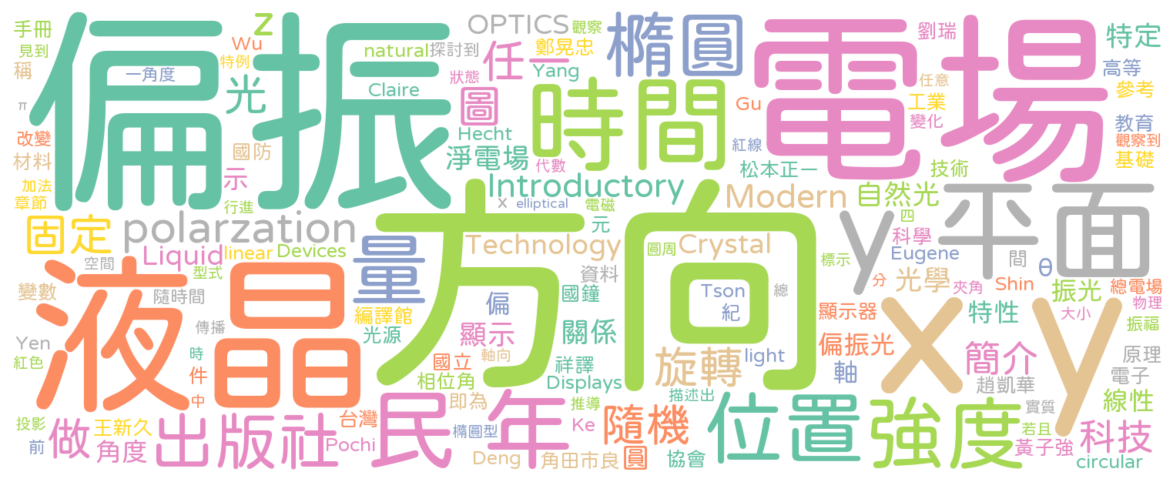 手冊
見到
稱
π
改變
材料
加法
章節
z
Wu
特例
一角度
偏振
光
國防
示
行進
natural
探討到
狀態
Claire
OPTICS
觀察
鄭晃忠
任一
Yang
圖
Hecht
淨電場
代數
橢圓
時間
劉瑞
Gu
紅線
電場
特定
高等
任意
工業
變化
參考
教育
觀察到
基礎
松本正一
技術
Introductory
x
elliptical
電磁
元
Modern
自然光
四
固定
polarzation
Liquid
linear
Devices
空間
型式
變數
隨時間
傳播
Yen
紅色
時
件
中
液晶
量
編譯館
光源
方向
Technology
圓周
Crystal
資料
國鐘
偏
顯示
關係
Tson
紀
總
y
平面
科學
間
標示
Eugene
θ
分
光學
Shin
夾角
振光
總電場
物理
大小
顯示器
特性
振福
xy
國立
軸向
相位角
祥譯
Displays
即為
旋轉
light
描述出
偏振光
軸
簡介
原理
電子
趙凱華
實質
線性
投影
前
做
王新久
角度
出版社
台灣
Pochi
民
年
橢圓型
Deng
推導
Ke
角田市良
隨機
圓
協會
位置
強度
若且
黃子強
科技
circular